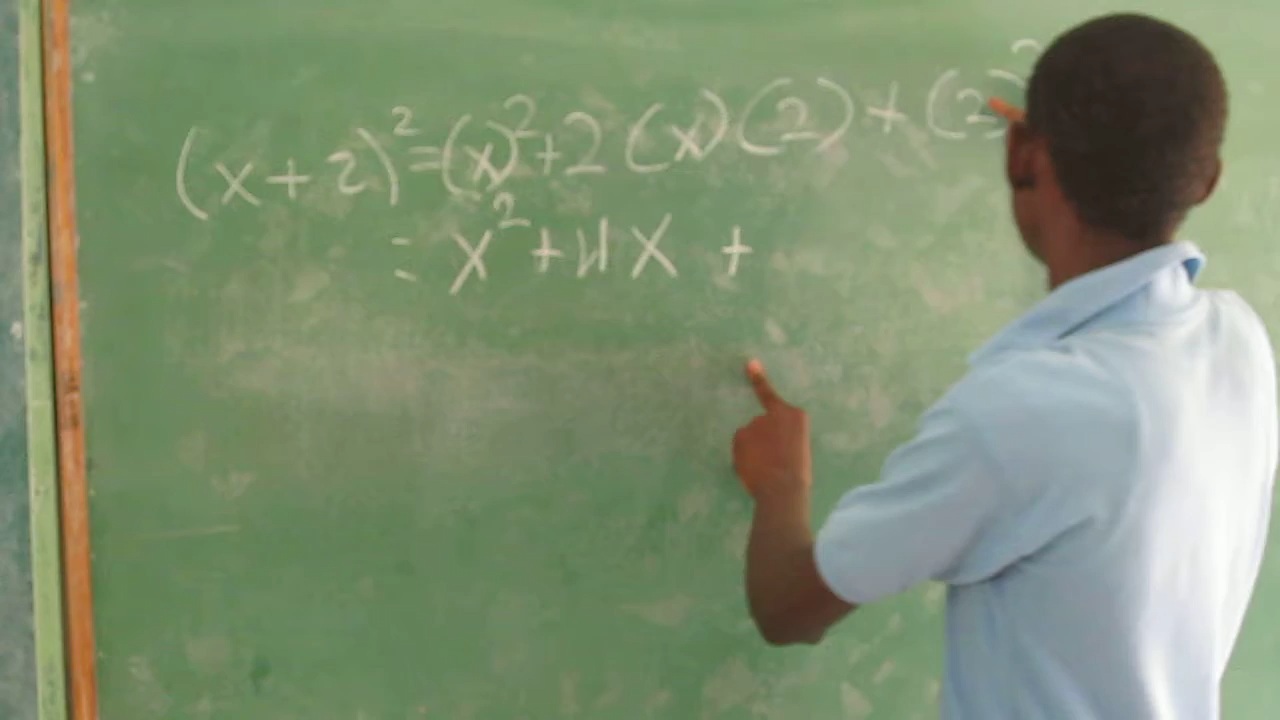 (x+2)²=(x)²+2(x)(2)+(2)²
= x²+4x +